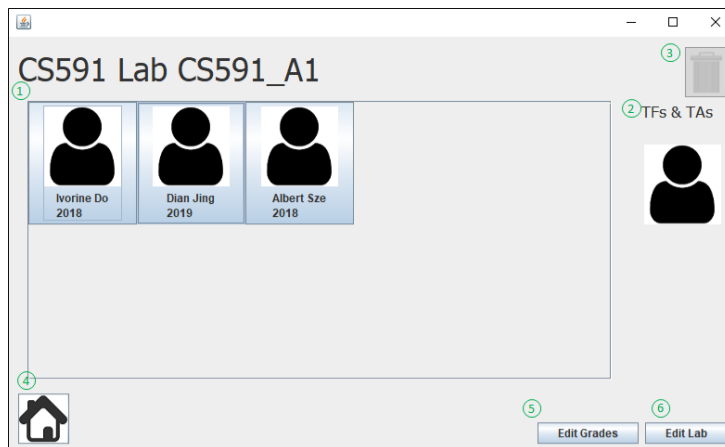 CS591 Lab CS591_A1
3
1
2
TFs & TAs
Ivorine Do
2018
Dian Jing
2019
Albert Sze
2018
4
5
6
Edit Grades
Edit Lab